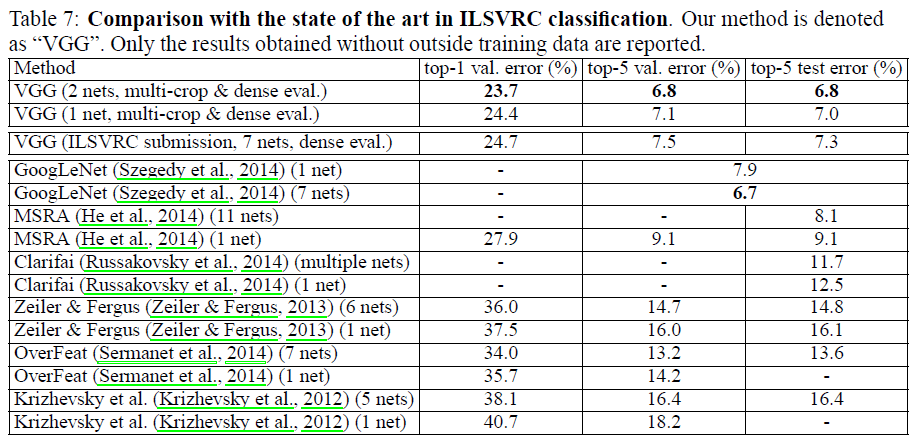 Table 7: Comparison with the state of the art in ILSVRC classification. Our method is denoted
as “VGG”. Only the results obtained without outside training data are reported.
Method top-1 val. error (%) top-5 val. error (%) top-5 test error (%)
VGG (2 nets, multi-crop & dense eval.) 23.7 6.8 6.8
VGG (1 net, multi-crop & dense eval.) 24.4 7.1 7.0
VGG (ILSVRC submission, 7 nets, dense eval.) 24.7 7.5 7.3
GoogLeNet (Szegedy et al., 2014) (1 net) - 7.9
GoogLeNet (Szegedy et al., 2014) (7 nets) - 6.7
MSRA (He et al., 2014) (11 nets) - - 8.1
MSRA (He et al., 2014) (1 net) 27.9 9.1 9.1
Clarifai (Russakovsky et al., 2014) (multiple nets) - - 11.7
Clarifai (Russakovsky et al., 2014) (1 net) - - 12.5
Zeiler & Fergus (Zeiler & Fergus, 2013) (6 nets) 36.0 14.7 14.8
Zeiler & Fergus (Zeiler & Fergus, 2013) (1 net) 37.5 16.0 16.1
OverFeat (Sermanet et al., 2014) (7 nets) 34.0 13.2 13.6
OverFeat (Sermanet et al., 2014) (1 net) 35.7 14.2 -
Krizhevsky et al. (Krizhevsky et al., 2012) (5 nets) 38.1 16.4 16.4
Krizhevsky et al. (Krizhevsky et al., 2012) (1 net) 40.7 18.2 -